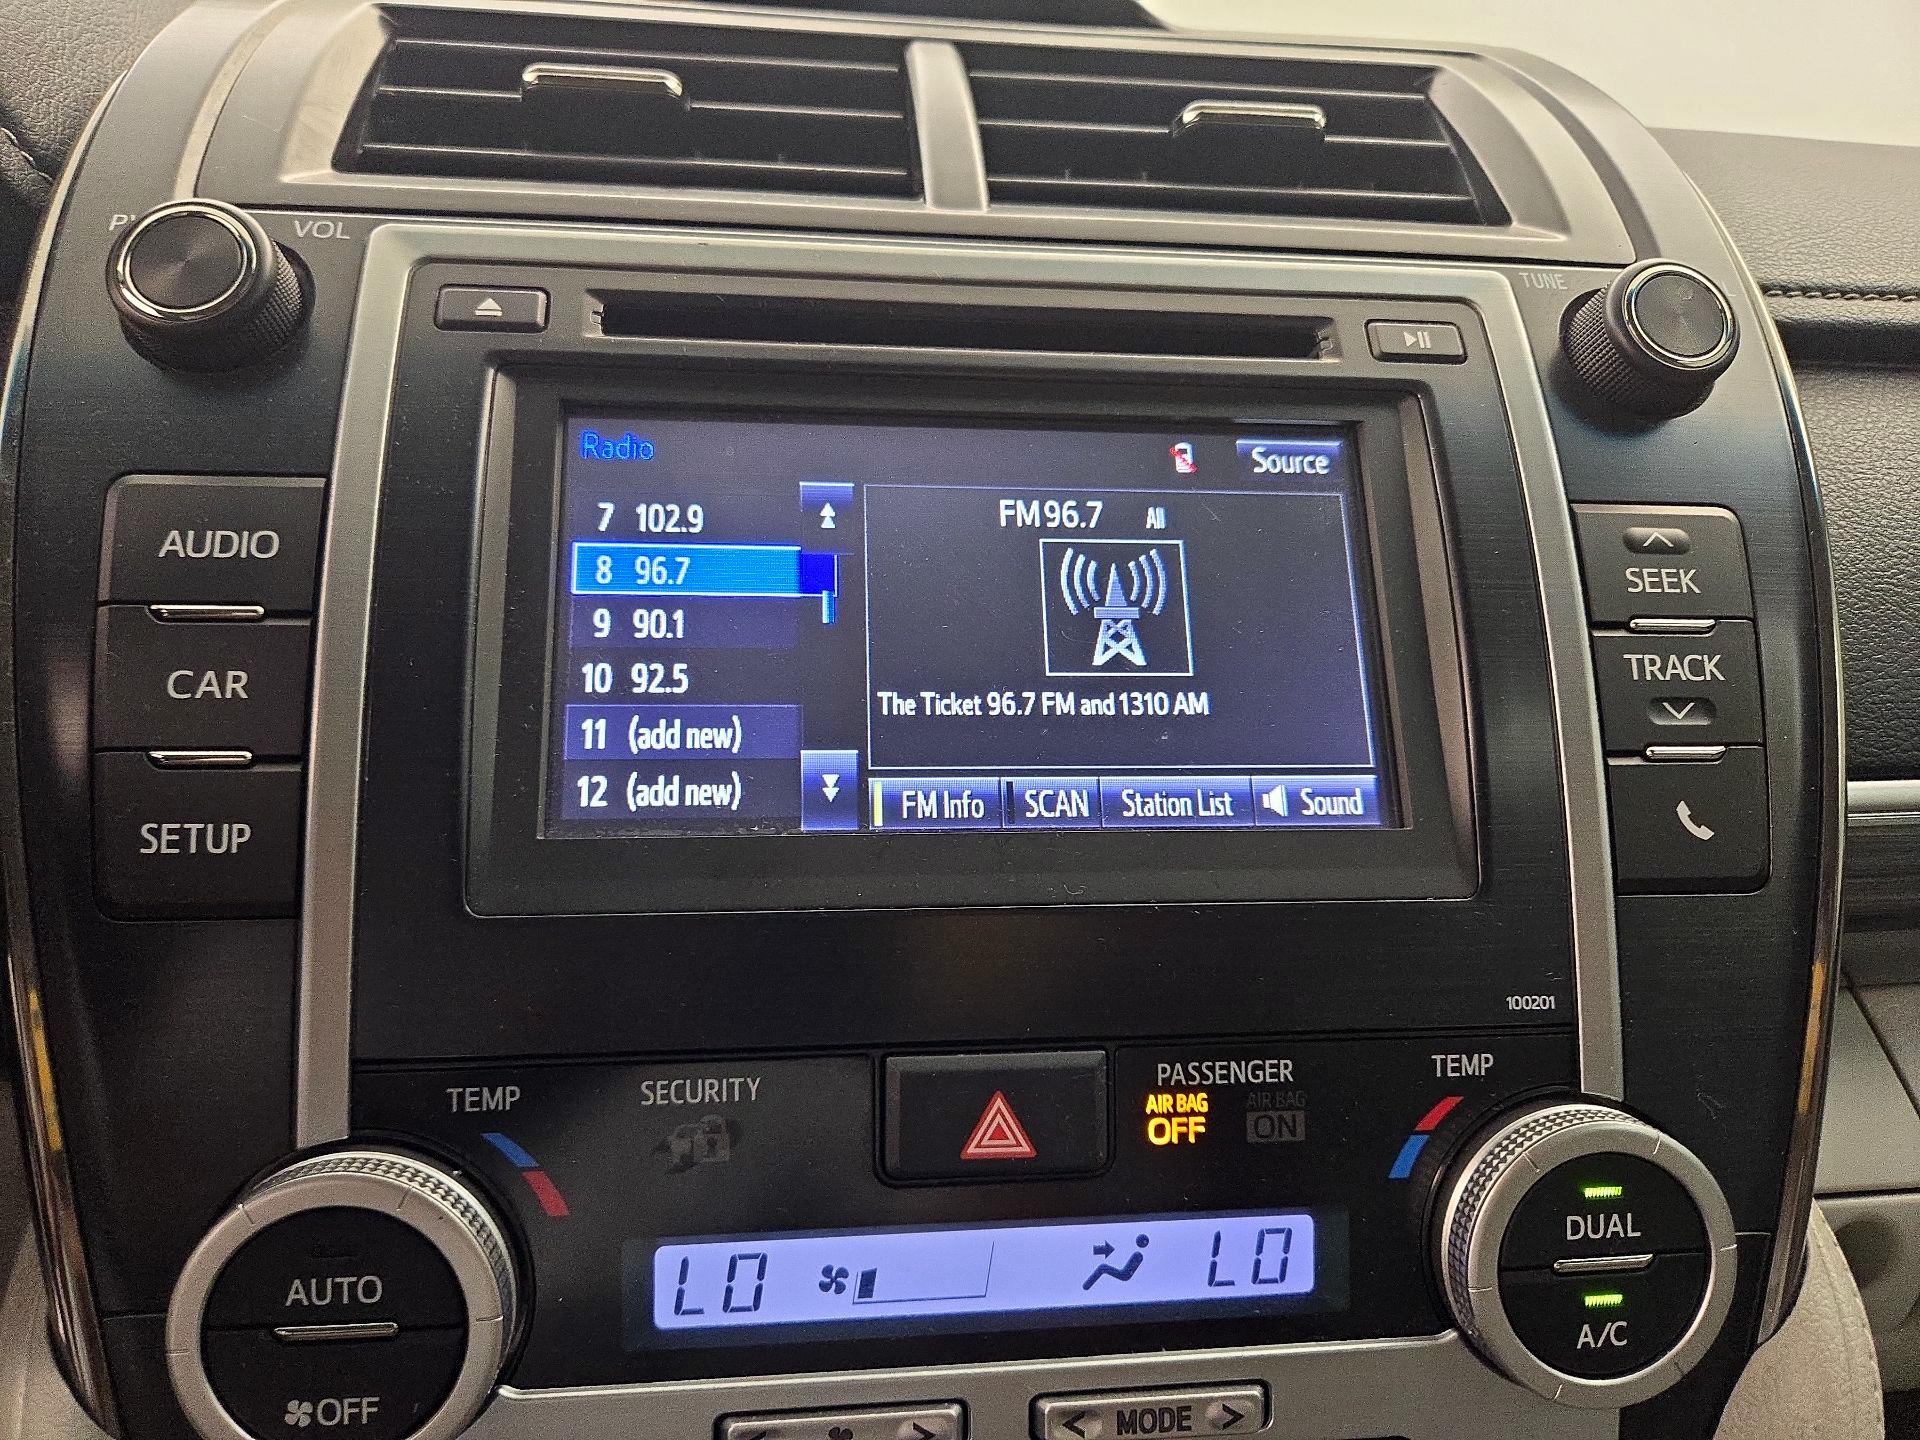 VOL
TUNE
Radio
Source
7 102.9
8 96.7
9 90.1
10 92.5
11 (add new)
12 (add new)
FM 96.7 All
The Ticket 96.7 FM and 1310 AM
FM Info
SCAN
Station List
Sound
AUDIO
CAR
SETUP
SEEK
TRACK
100201
TEMP
SECURITY
PASSENGER
AIR BAG
OFF
AIR BAG
ON
TEMP
AUTO
OFF
LO
LO
DUAL
A/C
< >
< MODE >